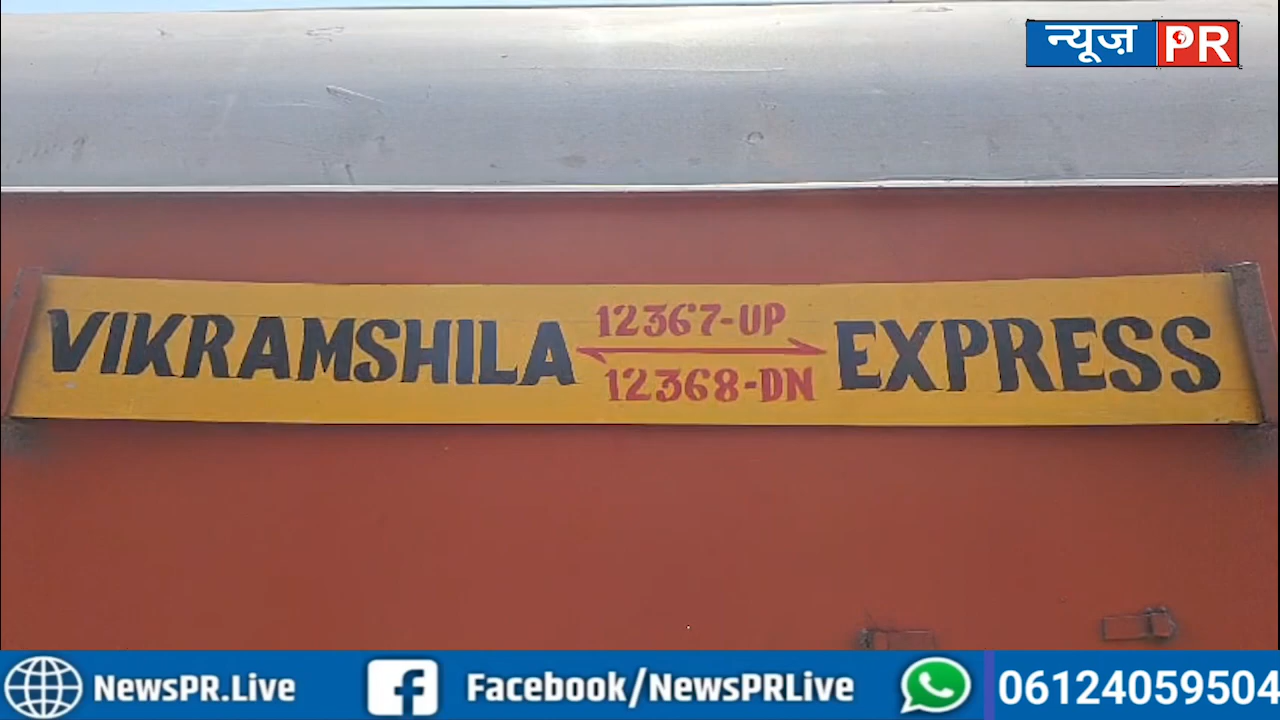 न्यूज़ PR
VIKRAMSHILA 12367-UP EXPRESS
12368-DN
NewsPR.Live Facebook/NewsPRLive 06124059504